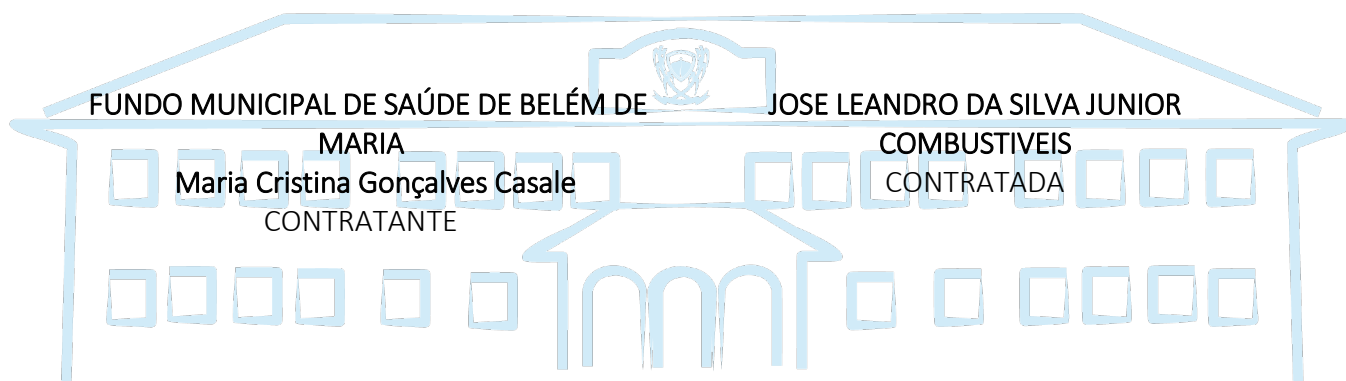 FUNDO MUNICIPAL DE SAÚDE DE BELÉM DE
MARIA
Maria Cristina Gonçalves Casale
CONTRATANTE
JOSE LEANDRO DA SILVA JUNIOR
COMBUSTIVEIS
CONTRATADA